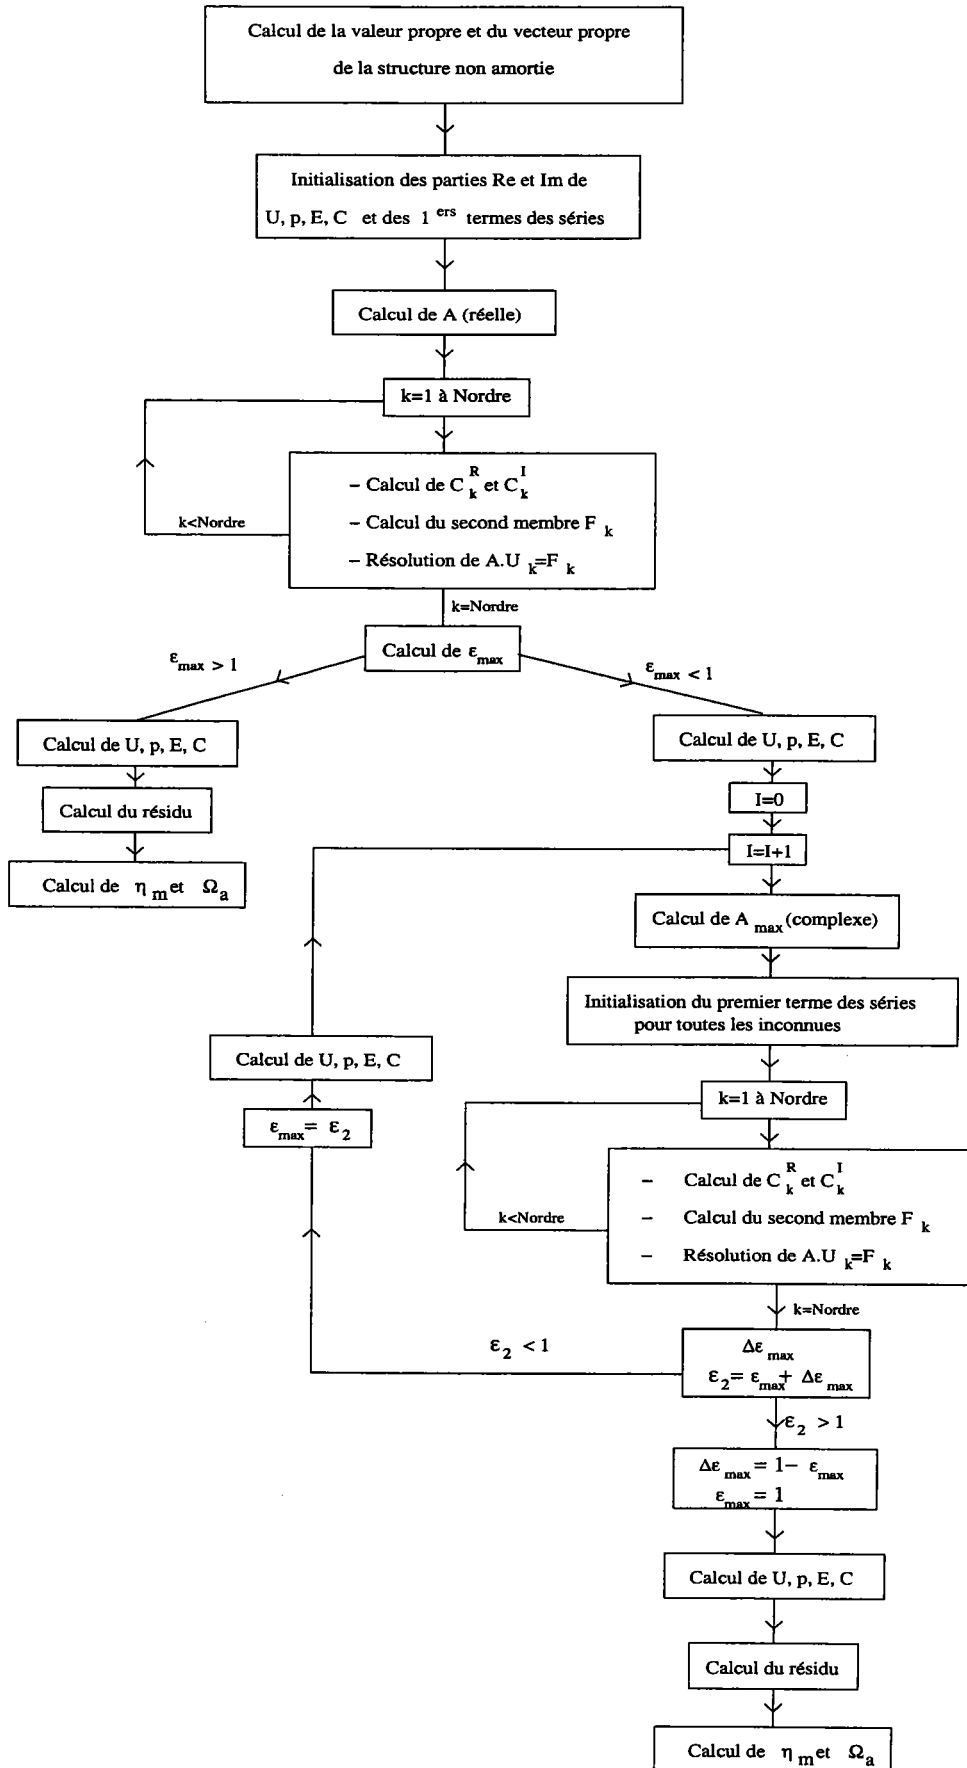 Calcul de la valeur propre et du vecteur propre
de la structure non amortie
Initialisation des parties Re et Im de
U, p, E, C et des 1 ers termes des séries
Calcul de A (réelle)
k=1 à Nordre
– Calcul de C_k^R et C_k^I
– Calcul du second membre F_k
– Résolution de A.U_k=F_k
k<Nordre
k=Nordre
Calcul de ε_max
ε_max > 1
ε_max < 1
Calcul de U, p, E, C
Calcul du résidu
Calcul de η_m et Ω_a
Calcul de U, p, E, C
I=0
I=I+1
Calcul de A_max (complexe)
Initialisation du premier terme des séries
pour toutes les inconnues
k=1 à Nordre
– Calcul de C_k^R et C_k^I
– Calcul du second membre F_k
– Résolution de A.U_k=F_k
k<Nordre
k=Nordre
Δε_max
ε_2 = ε_max + Δε_max
ε_2 < 1
ε_max = ε_2
Calcul de U, p, E, C
ε_2 > 1
Δε_max = 1– ε_max
ε_max = 1
Calcul de U, p, E, C
Calcul du résidu
Calcul de η_m et Ω_a